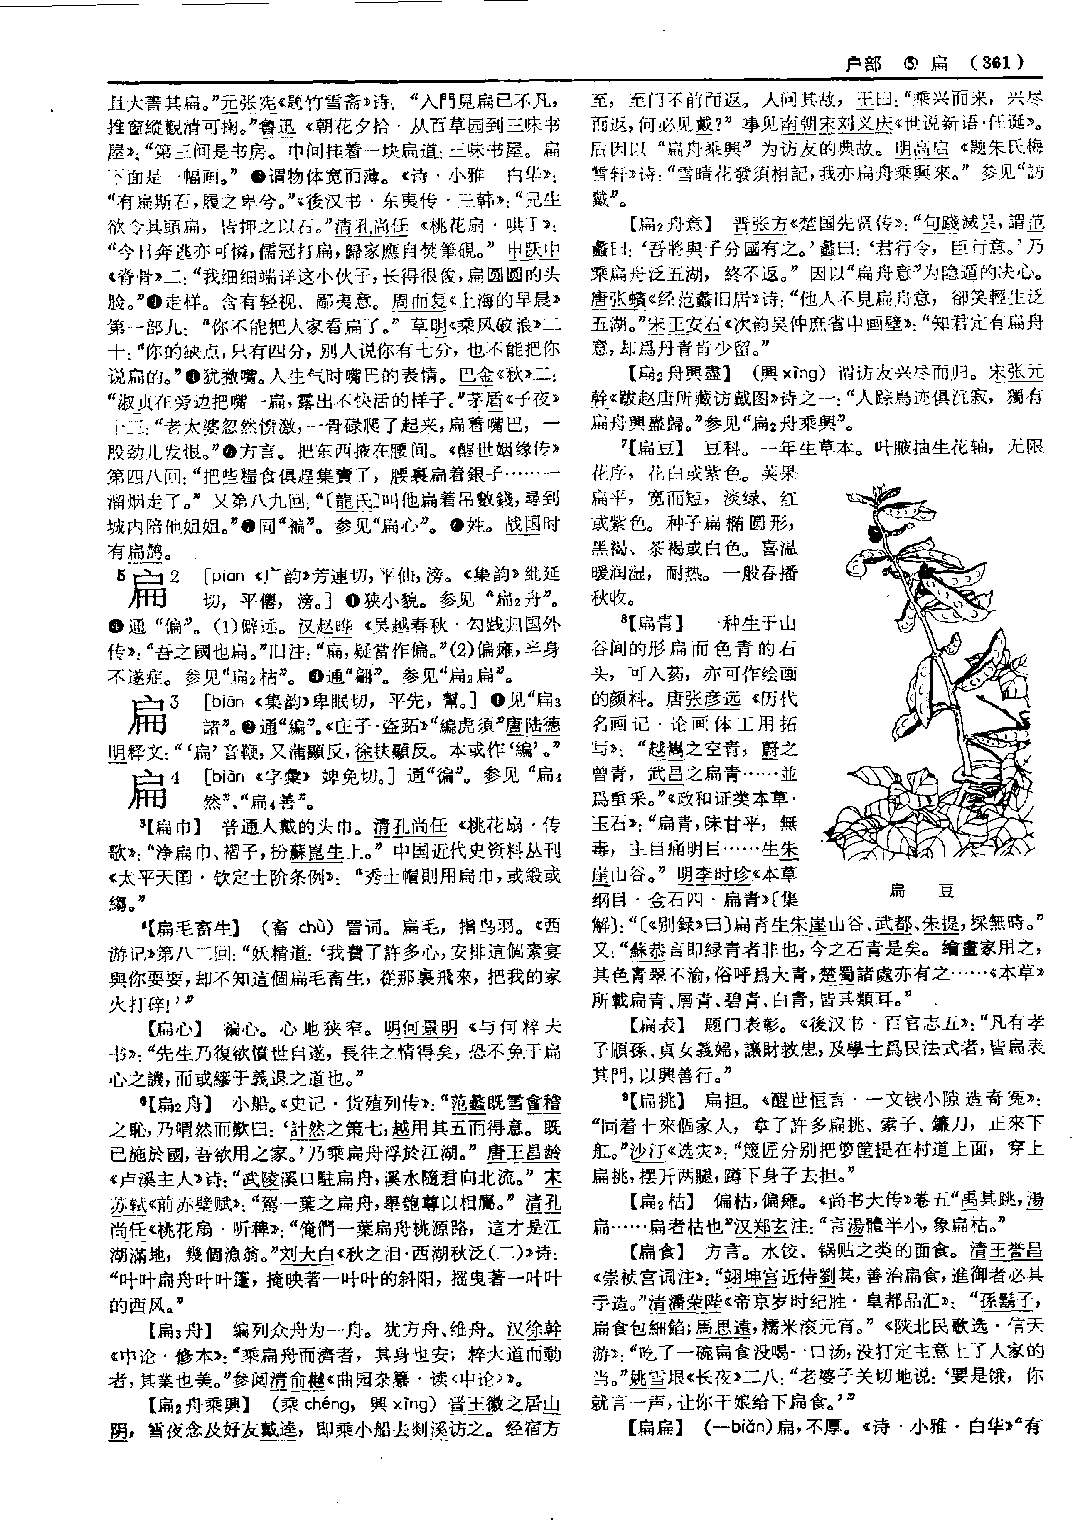 户部 ⑤ 扁 (361)
且大書其扁。”元张宪《题竹雪斋》诗：“入門見扁已不凡，
推窗縱觀清可掬。”鲁迅《朝花夕拾·从百草园到三味书
屋》：“第三间是书房。中间挂着一块扁道：三味书屋。扁
下面是一幅画。” 谓物体宽而薄。《诗·小雅·白华》：
“有扁斯石，履之卑兮。”《後汉书·东夷传·三韩》：“兒生
欲令其頭扁，皆押之以石。”清孔尚任《桃花扇·哄丁》：
“今日奔逃亦可憐，儒冠打扁，歸家應自焚筆硯。”
《脊骨》二：“我细细端详这小伙子，长得很俊，扁圆圆的头
脸。”走样。含有轻视、鄙夷意。周而复《上海的早晨》
第一部九：“你不能把人家看扁了。”草明《乘风破浪》二
十：“你的缺点，只有四分，别人说你有七分，也不能把你
说扁的。”犹撇嘴。人生气时嘴巴的表情。巴金《秋》二：
“淑贞在旁边把嘴一扁，露出不快活的样子。”茅盾《子夜》
十三：“老太婆忽然愤激，一骨碌爬了起来，扁着嘴巴，一
股劲儿发恨。”方言。把东西掖在腰间。《醒世姻缘传》
第四八回：“把些糧食俱趕集賣了，腰裏扁着銀子……一
溜烟走了。”又第八九回：“〔龍氏〕叫他扁着吊數錢，尋到
城内陪他姐姐。”同“褊”。参见“扁心”。姓。战国时
有扁鹊。
5扁2 ［piān《广韵》芳連切，平仙，滂。《集韵》紕延
切，平僊，滂。］❶狭小貌。参见“扁2舟”。
通“偏”。(1)僻远。汉赵晔《吴越春秋·勾践归国外
传》：“吾之國也扁。”旧注：“扁，疑當作偏。”(2)偏瘫，半身
不遂症。参见“扁2枯”。通“翩”。参见“扁2扁”。
扁3 ［biān《集韵》卑眠切，平先，幫。］❶见“扁3
諸”。❷通“编”。《庄子·盗跖》“编虎須”唐陆德
明释文：“‘扁’音鞭，又蒲顯反，徐扶顯反。本或作‘编’。”
扁4 ［biàn《字彙》婢免切。］通“徧”。参见“扁4
然”、“扁4善”。
3【扁巾】 普通人戴的头巾。清孔尚任《桃花扇·传
歌》：“净扁巾、褶子，扮蘇崑生上。”中国近代史资料丛刊
《太平天国·钦定士阶条例》：“秀士帽則用扁巾，或緞或
縐。”
4【扁毛畜生】 （畜 chù）詈词。扁毛，指鸟羽。《西
游记》第八二回：“妖精道：‘我費了許多心，安排這個素宴
與你耍耍，却不知這個扁毛畜生，從那裏飛來，把我的家
火打碎！’”
【扁心】 褊心。心地狭窄。明何景明《与何粹夫
书》：“先生乃復欲憤世自遂，長往之情得矣，恐不免于扁
心之譏，而或繆于義退之道也。”
6【扁2舟】 小船。《史记·货殖列传》：“范蠡既雪會稽
之恥，乃喟然而歎曰：‘計然之策七，越用其五而得意。既
已施於國，吾欲用之家。’乃乘扁舟浮於江湖。”唐王昌龄
《卢溪主人》诗：“武陵溪口駐扁舟，溪水隨君向北流。”宋
苏轼《前赤壁赋》：“駕一葉之扁舟，舉匏尊以相屬。”清孔
尚任《桃花扇·听稗》：“俺們一葉扁舟桃源路，這才是江
湖滿地，幾個漁翁。”刘大白《秋之泪·西湖秋泛(二)》诗：
“叶叶扁舟叶叶篷，掩映著一叶叶的斜阳，摇曳著一叶叶
的西风。”
【扁3舟】 编列众舟为一舟。犹方舟、维舟。汉徐幹
《中论·修本》：“乘扁舟而濟者，其身也安；粹大道而動
者，其業也美。”参阅清俞樾《曲园杂纂·读〈中论〉》。
【扁2舟乘興】 （乘 chéng，興 xìng）晋王徽之居山
阴，雪夜念及好友戴逵，即乘小船去剡溪访之。经宿方
至，至门不前而返。人问其故，王曰：“乘兴而来，兴尽
而返，何必见戴？”事见南朝宋刘义庆《世说新语·任诞》。
后因以“扁舟乘興”为访友的典故。明高启《题朱氏梅
雪轩》诗：“雪晴花發須相記，我亦扁舟乘興來。”参见“訪
戴”。
【扁2舟意】 晋张方《楚国先贤传》：“句踐滅吴，謂范
蠡曰：‘吾將與子分國有之。’蠡曰：‘君行令，臣行意。’乃
乘扁舟泛五湖，終不返。”因以“扁舟意”为隐遁的决心。
唐张蠙《经范蠡旧居》诗：“他人不見扁舟意，卻笑輕生泛
五湖。”宋王安石《次韵吴仲庶省中画壁》：“知君定有扁舟
意，却爲丹青肯少留。”
【扁2舟興盡】 （興 xìng）谓访友兴尽而归。宋张元
幹《跋赵唐所藏访戴图》诗之一：“人踪鳥迹俱沉寂，獨有
扁舟興盡歸。”参见“扁2舟乘興”。
7【扁豆】 豆科。一年生草本。叶腋抽生花轴，无限
花序，花白或紫色。荚果
扁平，宽而短，淡绿、红
或紫色。种子扁椭圆形，
黑褐、茶褐或白色。喜温
暖润湿，耐热。一般春播
秋收。
8【扁青】 一种生于山
谷间的形扁而色青的石
头，可入药，亦可作绘画
的颜料。唐张彦远《历代
名画记·论画体工用拓
写》：“越巂之空青，蔚之
曾青，武昌之扁青……並
爲重采。”《政和证类本草·
玉石》：“扁青，味甘平，無
毒，主目痛明目……生朱
崖山谷。”明李时珍《本草
纲目·金石四·扁青》〔集
解〕：“〔《别録》曰〕扁青生朱崖山谷、武都、朱提，採無時。”
又：“蘇恭言即緑青者非也，今之石青是矣。繪畫家用之，
其色青翠不渝，俗呼爲大青，楚蜀諸處亦有之……《本草》
所載扁青、層青、碧青、白青，皆其類耳。”
扁 豆
【扁表】 题门表彰。《後汉书·百官志五》：“凡有孝
子順孫，貞女義婦，讓財救患，及學士爲民法式者，皆扁表
其門，以興善行。”
9【扁挑】 扁担。《醒世恒言·一文钱小隙造奇冤》：
“同着十來個家人，拿了許多扁挑、索子、鐮刀，正來下
舡。”沙汀《选灾》：“篾匠分别把箩筐提在村道上面，穿上
扁挑，摆开两腿，蹲下身子去担。”
【扁2枯】 偏枯，偏瘫。《尚书大传》卷五“禹其跳，湯
扁……扁者枯也”汉郑玄注：“言湯體半小，象扁枯。”
【扁食】 方言。水饺、锅贴之类的面食。清王誉昌
《崇祯宫词注》：“翊坤宫近侍劉某，善治扁食，進御者必其
手造。”清潘荣陛《帝京岁时纪胜·皇都品汇》：“孫鬍子，
扁食包細餡；馬思遠，糯米滾元宵。”《陕北民歌选·信天
游》：“吃了一碗扁食没喝一口汤，没打定主意上了人家的
当。”姚雪垠《长夜》二八：“老婆子关切地说：‘要是饿，你
就言一声，让你干娘给下扁食。’”
【扁扁】 （—biǎn）扁，不厚。《诗·小雅·白华》“有